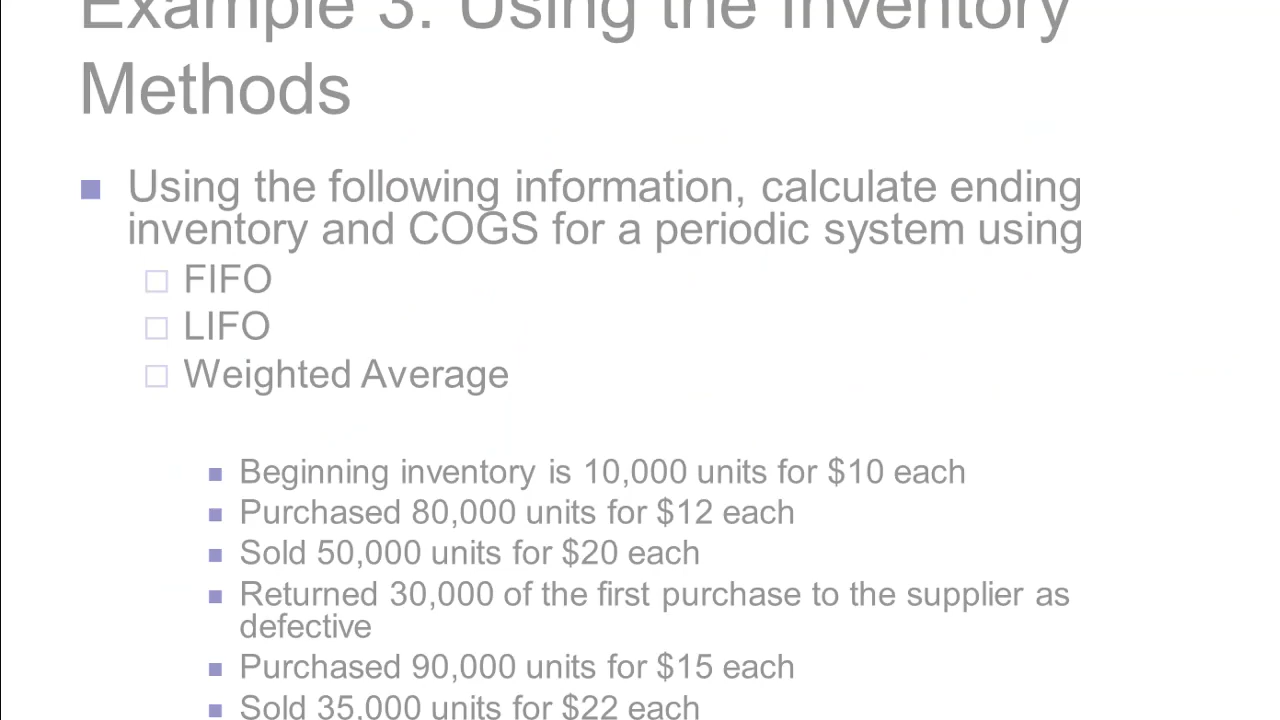 Example 3: Using the Inventory
Methods
Using the following information, calculate ending
inventory and COGS for a periodic system using
FIFO
LIFO
Weighted Average
Beginning inventory is 10,000 units for $10 each
Purchased 80,000 units for $12 each
Sold 50,000 units for $20 each
Returned 30,000 of the first purchase to the supplier as
defective
Purchased 90,000 units for $15 each
Sold 35,000 units for $22 each